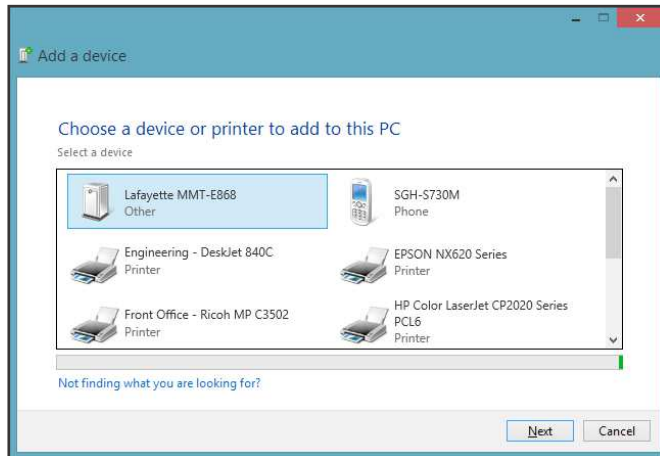 Add a device
Choose a device or printer to add to this PC
Select a device
Lafayette MMT-E868
Other
SGH-S730M
Phone
Engineering - DeskJet 840C
Printer
EPSON NX620 Series
Printer
Front Office - Ricoh MP C3502
Printer
HP Color LaserJet CP2020 Series
PCL6
Printer
Not finding what you are looking for?
Next
Cancel